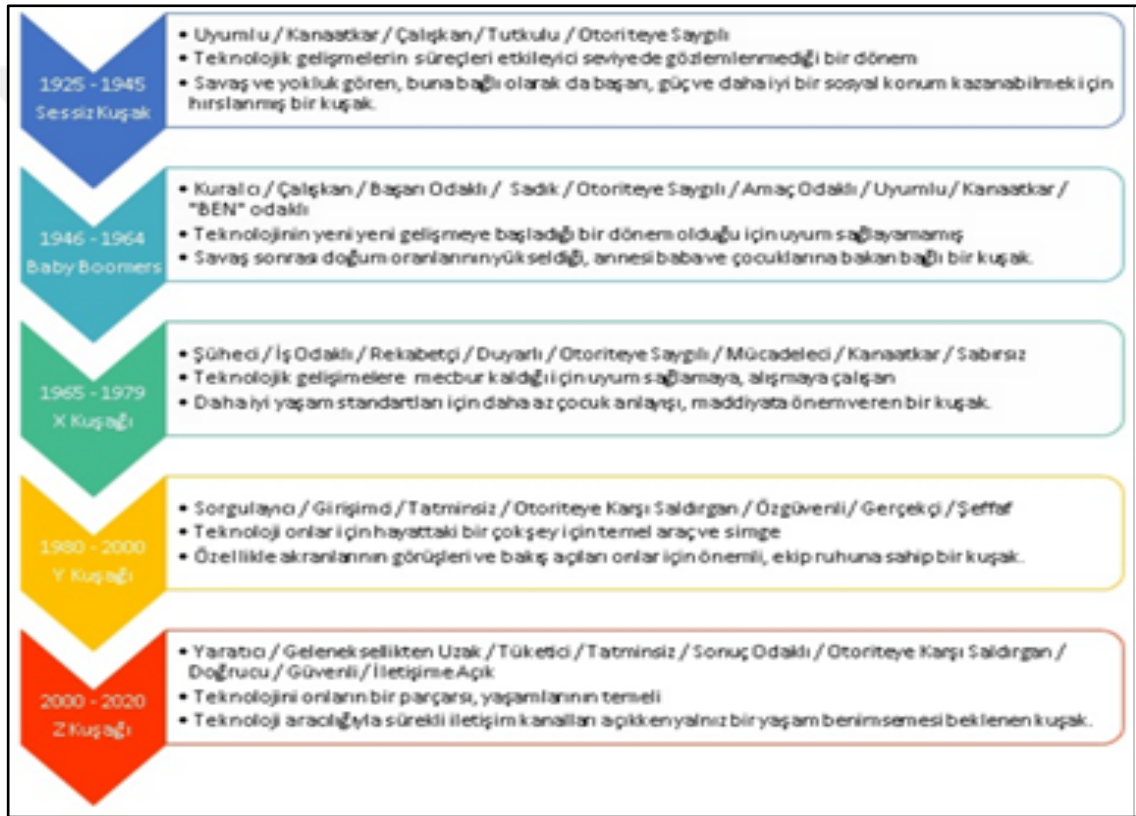 1925 - 1945
Sessiz Kuşak
• Uyumlu / Kanaatkar / Çalışkan / Tutkulu / Otoriteye Saygılı
• Teknolojik gelişmelerin süreçleri etkileyici seviyede gözlemlenmediği bir dönem
• Savaş ve yokluk gören, buna bağlı olarak da başarı, güç ve daha iyi bir sosyal konum kazanabilmek için
hırslanmış bir kuşak.
1946 - 1964
Baby Boomers
• Kuralcı / Çalışkan / Başarı Odaklı / Sadık / Otoriteye Saygılı / Amaç Odaklı / Uyumlu / Kanaatkar /
"BEN" odaklı
• Teknolojinin yeni yeni gelişmeye başladığı bir dönem olduğu için uyum sağlayamamış
• Savaş sonrası doğum oranlarının yükseldiği, annesi baba ve çocuklarına bakan bağlı bir kuşak.
1965 - 1979
X Kuşağı
• Şüheci / İş Odaklı / Rekabetçi / Duyarlı / Otoriteye Saygılı / Mücadeleci / Kanaatkar / Sabırsız
• Teknolojik gelişimelere mecbur kaldığı için uyum sağlamaya, alışmaya çalışan
• Daha iyi yaşam standartları için daha az çocuk anlayışı, maddiyata önem veren bir kuşak.
1980 - 2000
Y Kuşağı
• Sorgulayıcı / Girişimci / Tatminsiz / Otoriteye Karşı Saldırgan / Özgüvenli / Gerçekçi / Şeffaf
• Teknoloji onlar için hayattaki bir çok şey için temel araç ve simge
• Özellikle akranlarının görüşleri ve bakış açıları onlar için önemli, ekip ruhuna sahip bir kuşak.
2000 - 2020
Z Kuşağı
• Yaratıcı / Geleneksellikten Uzak / Tüketici / Tatminsiz / Sonuç Odaklı / Otoriteye Karşı Saldırgan /
Doğrucu / Güvenli / İletişime Açık
• Teknolojini onların bir parçarsı, yaşamlarının temeli
• Teknoloji aracılığıyla sürekli iletişim kanalları açıkken yalnız bir yaşam benimsemesi beklenen kuşak.